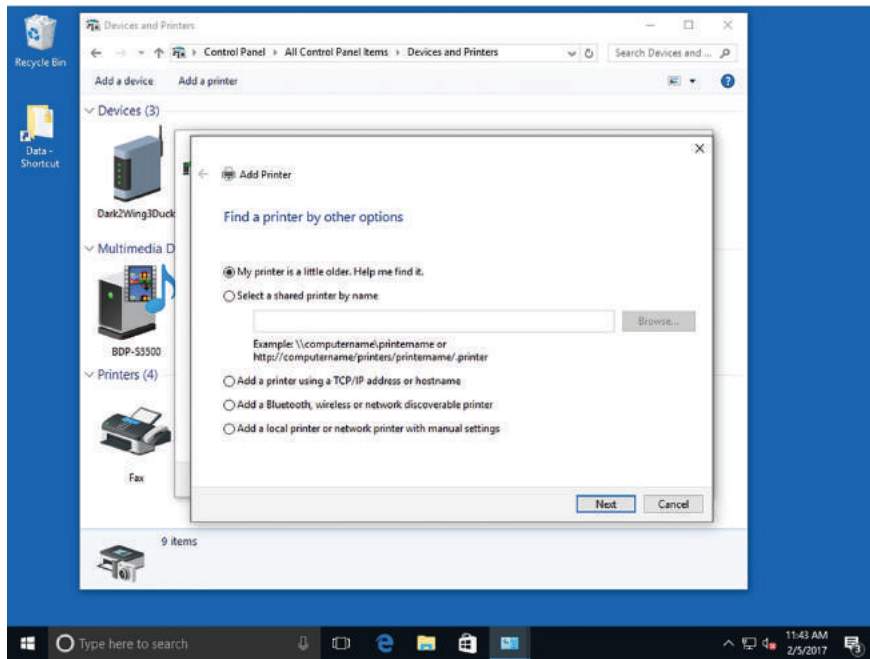 Recycle Bin
Data -
Shortcut
Devices and Printers
Control Panel › All Control Panel Items › Devices and Printers
Search Devices and ...
Add a device
Add a printer
Devices (3)
Dark2Wing3Duck
Multimedia D
BDP-S5500
Printers (4)
Fax
9 items
Add Printer
Find a printer by other options
My printer is a little older. Help me find it.
Select a shared printer by name
Browse...
Example: \\computername\printername or
http://computername/printers/printername/.printer
Add a printer using a TCP/IP address or hostname
Add a Bluetooth, wireless or network discoverable printer
Add a local printer or network printer with manual settings
Next
Cancel
Type here to search
11:43 AM
2/5/2017
3